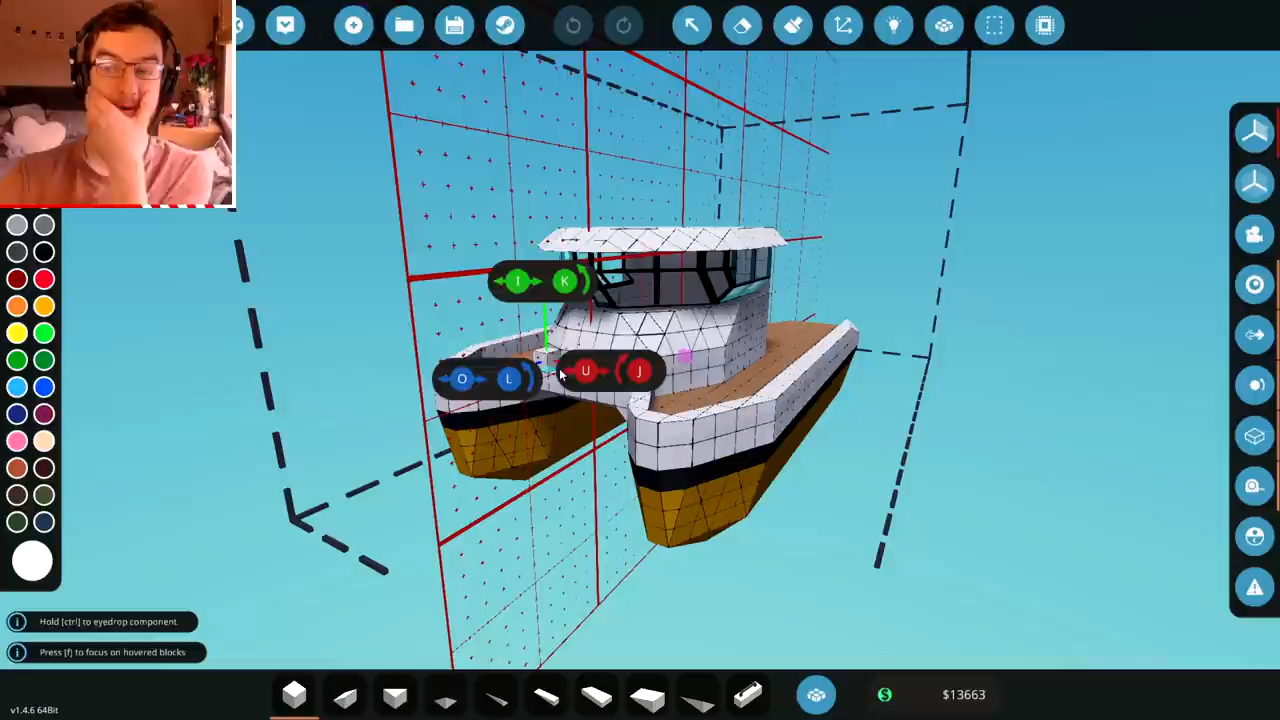 I K
O L
U J
Hold [ctrl] to eyedrop component
Press [f] to focus on hovered blocks
v1.4.6 64Bit
$ $13663